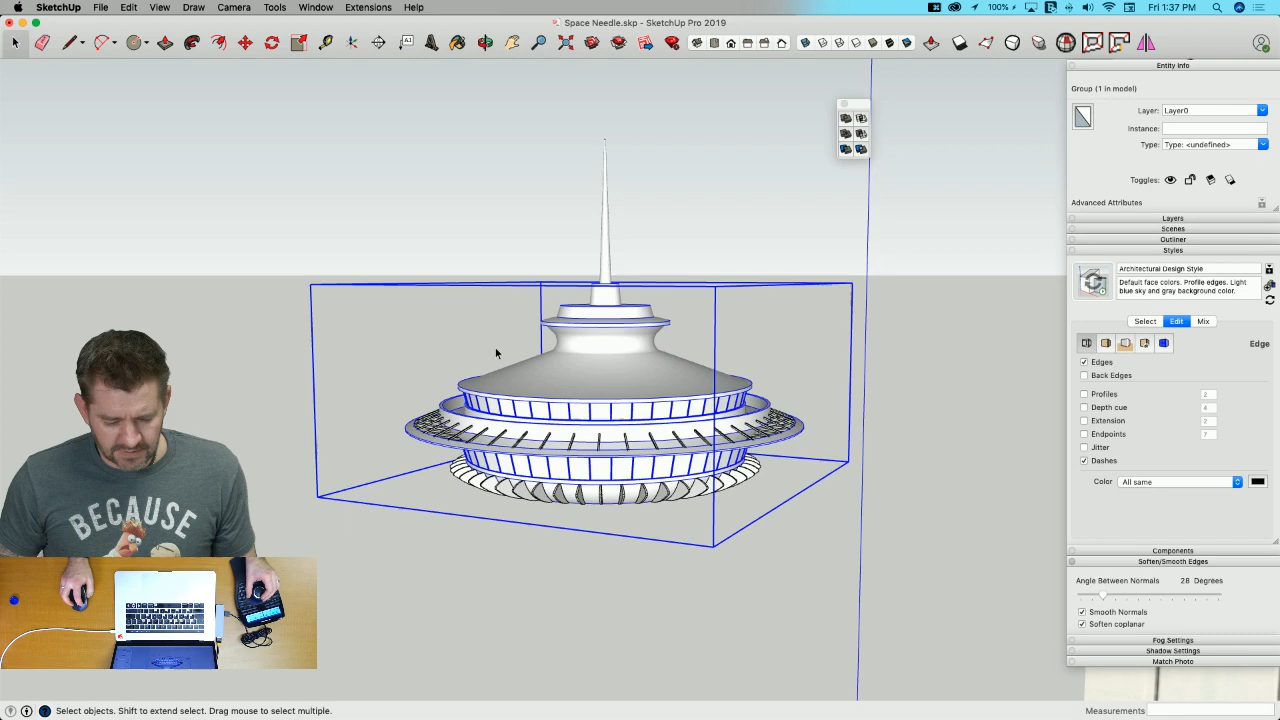 SketchUp File Edit View Draw Camera Tools Window Extensions Help
100% Fri 1:37 PM
Space Needle.skp - SketchUp Pro 2019
Entity Info
Group (1 in model)
Layer: Layer0
Instance:
Type: Type: <undefined>
Toggles:
Advanced Attributes
Layers
Scenes
Outliner
Styles
Architectural Design Style
Default face colors. Profile edges. Light
blue sky and gray background color.
Select Edit Mix
Edge
Edges
Back Edges
Profiles 2
Depth cue 4
Extension 2
Endpoints 7
Jitter
Dashes
Color All same
Components
Soften/Smooth Edges
Angle Between Normals 28 Degrees
Smooth Normals
Soften coplanar
Fog Settings
Shadow Settings
Match Photo
BECAUSE
Select objects. Shift to extend select. Drag mouse to select multiple.
Measurements